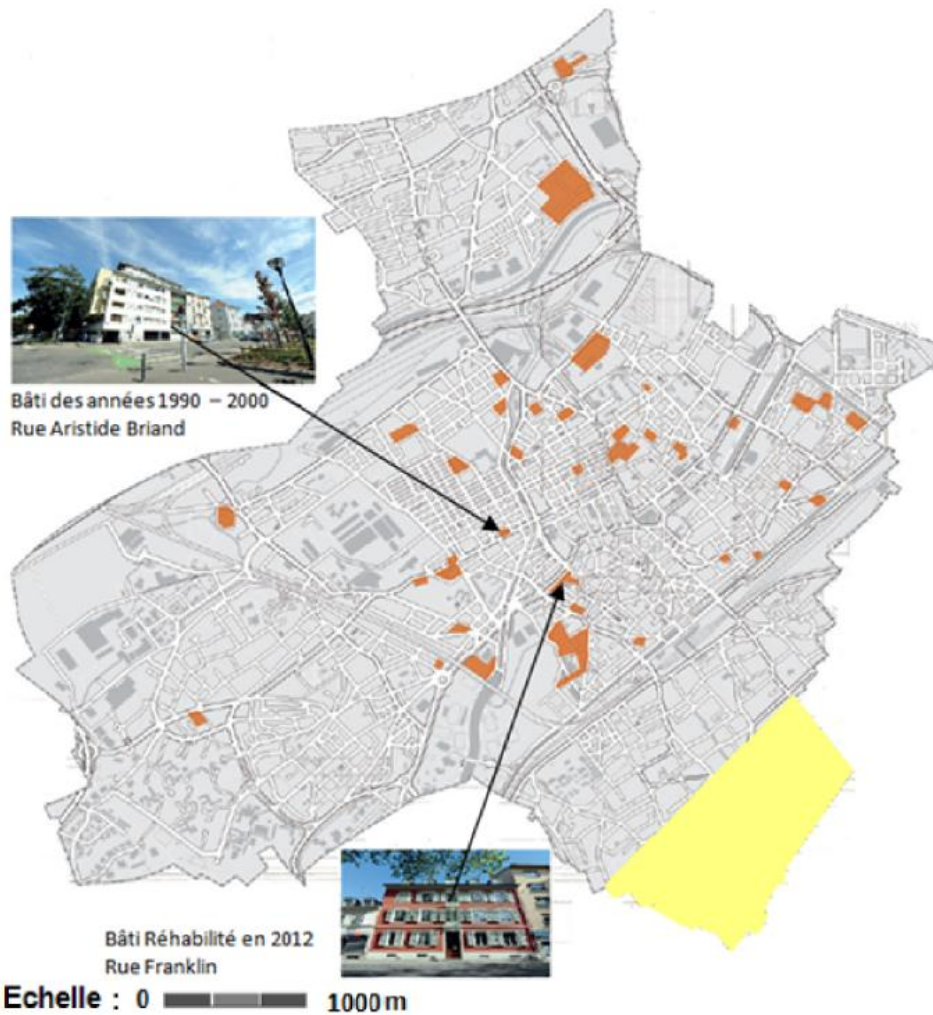 Bâti des années 1990 – 2000
Rue Aristide Briand
Bâti Réhabilité en 2012
Rue Franklin
Echelle : 0 1000 m